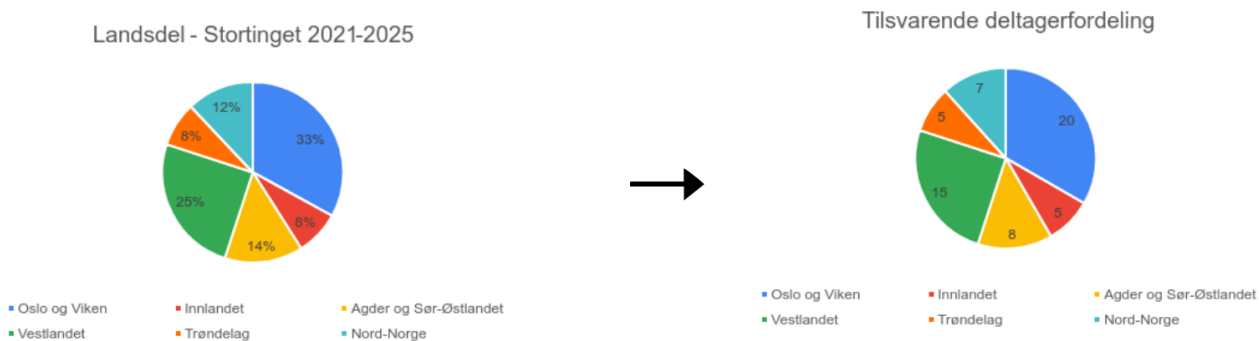 Landsdel - Stortinget 2021-2025
12%
33%
8%
25%
8%
14%
Oslo og Viken
Innlandet
Agder og Sør-Østlandet
Vestlandet
Trøndelag
Nord-Norge
Tilsvarende deltagerfordeling
7
20
5
15
5
8
Oslo og Viken
Innlandet
Agder og Sør-Østlandet
Vestlandet
Trøndelag
Nord-Norge